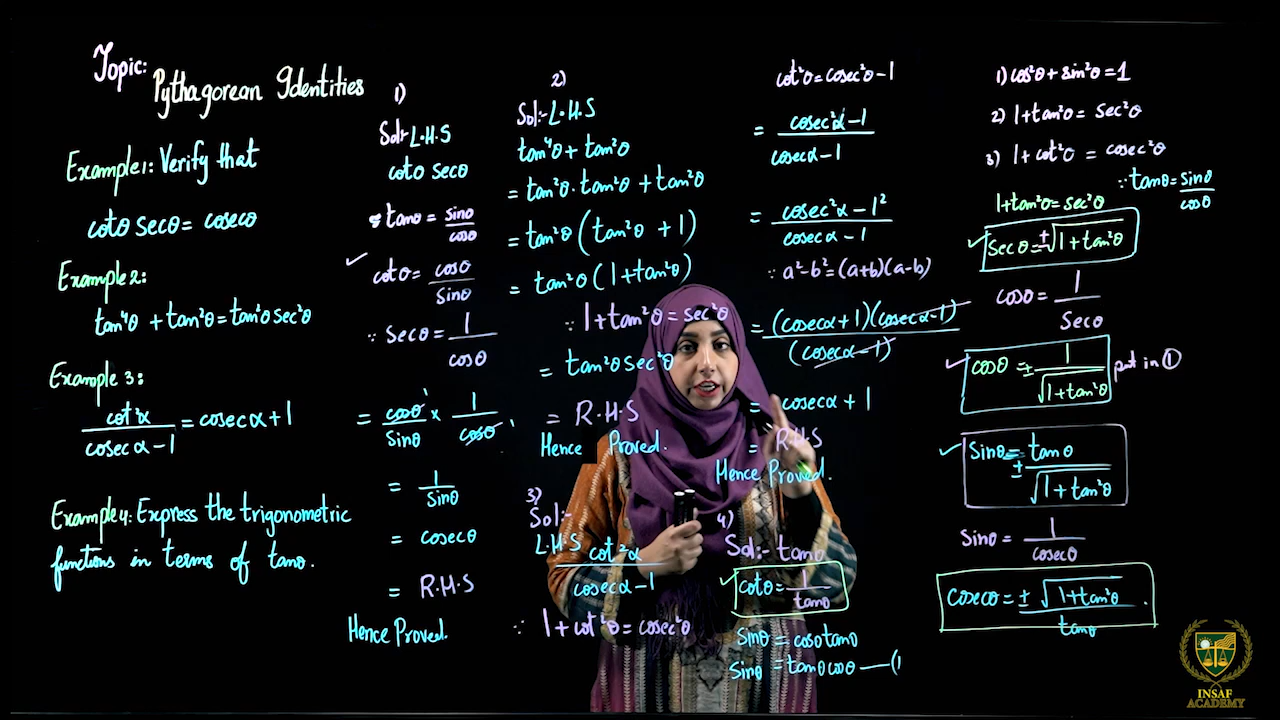 Topic:
Pythagorean Identities
Example 1: Verify that
cotθ secθ = cosecθ
Example 2:
tan⁴θ + tan²θ = tan²θ sec²θ
Example 3:
cot²α / cosecα - 1 = cosecα + 1
Example 4: Express the trigonometric
functions in terms of tanθ.
1)
Sol:- L.H.S
cotθ secθ
tanθ = sinθ / cosθ
✓ cotθ = cosθ / sinθ
∵ secθ = 1 / cosθ
= cosθ / sinθ × 1 / cosθ
= 1 / sinθ
= cosecθ
= R.H.S
Hence Proved.
2)
Sol:- L.H.S
tan⁴θ + tan²θ
= tan²θ . tan²θ + tan²θ
= tan²θ (tan²θ + 1)
= tan²θ (1 + tan²θ)
∵ 1 + tan²θ = sec²θ
= tan²θ sec²θ
= R.H.S
Hence Proved.
3)
Sol:-
L.H.S cot²α / cosecα - 1
∵ 1 + cot²θ = cosec²θ
cot²θ = cosec²θ - 1
= cosec²α - 1 / cosecα - 1
= cosec²α - 1² / cosecα - 1
∵ a² - b² = (a+b)(a-b)
= (cosecα + 1)(cosecα - 1) / (cosecα - 1)
= cosecα + 1
= R.H.S
Hence Proved.
4)
Sol:- tanθ
✓ cotθ = 1 / tanθ
sinθ = cosθ tanθ
sinθ = tanθ cosθ —(1
1) cos²θ + sin²θ = 1
2) 1 + tan²θ = sec²θ
3) 1 + cot²θ = cosec²θ
∵ tanθ = sinθ / cosθ
1 + tan²θ = sec²θ
✓ secθ = ± √1 + tan²θ
cosθ = 1 / secθ
✓ cosθ = ± 1 / √1 + tan²θ put in ①
✓ sinθ = ± tanθ / √1 + tan²θ
sinθ = 1 / cosecθ
cosecθ = ± √1 + tan²θ / tanθ .
INSAF
ACADEMY